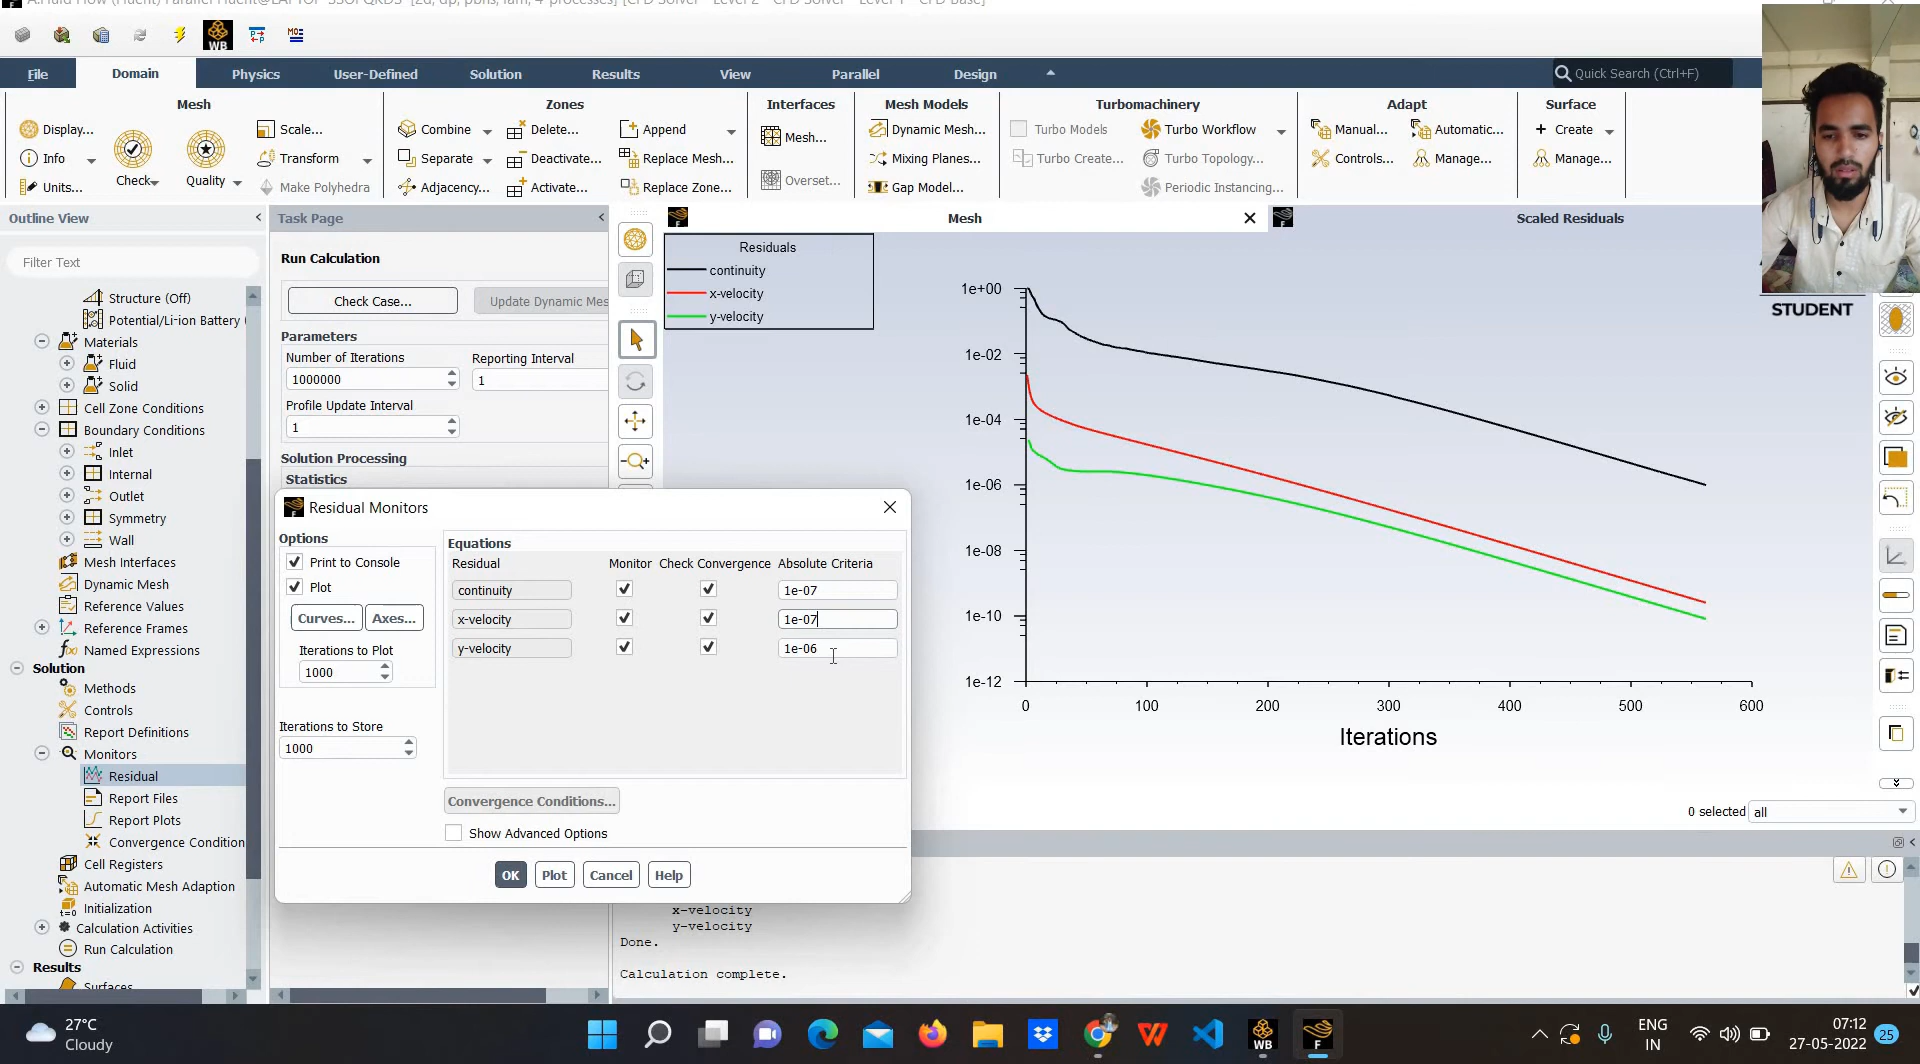 File
Domain
Physics
User-Defined
Solution
Results
View
Parallel
Design
Quick Search (Ctrl+F)
Mesh
Zones
Interfaces
Mesh Models
Turbomachinery
Adapt
Surface
Display...
Info
Units...
Check
Quality
Scale...
Transform
Make Polyhedra
Combine
Separate
Adjacency...
Delete...
Deactivate...
Activate...
Append
Replace Mesh...
Replace Zone...
Mesh...
Overset...
Dynamic Mesh...
Mixing Planes...
Gap Model...
Turbo Models
Turbo Create...
Turbo Workflow
Turbo Topology...
Periodic Instancing...
Manual...
Controls...
Automatic...
Manage...
Create
Manage...
Outline View
Filter Text
Structure (Off)
Potential/Li-ion Battery
Materials
Fluid
Solid
Cell Zone Conditions
Boundary Conditions
Inlet
Internal
Outlet
Symmetry
Wall
Mesh Interfaces
Dynamic Mesh
Reference Values
Reference Frames
Named Expressions
Solution
Methods
Controls
Report Definitions
Monitors
Residual
Report Files
Report Plots
Convergence Condition
Cell Registers
Automatic Mesh Adaption
Initialization
Calculation Activities
Run Calculation
Results
Surfaces
Task Page
Run Calculation
Check Case...
Update Dynamic Mes
Parameters
Number of Iterations
1000000
Reporting Interval
1
Profile Update Interval
1
Solution Processing
Statistics
Residual Monitors
Options
Print to Console
Plot
Curves...
Axes...
Iterations to Plot
1000
Iterations to Store
1000
Equations
Residual Monitor Check Convergence Absolute Criteria
continuity 1e-07
x-velocity 1e-07
y-velocity 1e-06
Convergence Conditions...
Show Advanced Options
OK Plot Cancel Help
Mesh
Scaled Residuals
Residuals
continuity
x-velocity
y-velocity
STUDENT
1e+00
1e-02
1e-04
1e-06
1e-08
1e-10
1e-12
0 100 200 300 400 500 600
Iterations
0 selected all
x-velocity
y-velocity
Done.
Calculation complete.
27°C
Cloudy
WB
F
ENG
IN
07:12
27-05-2022
25